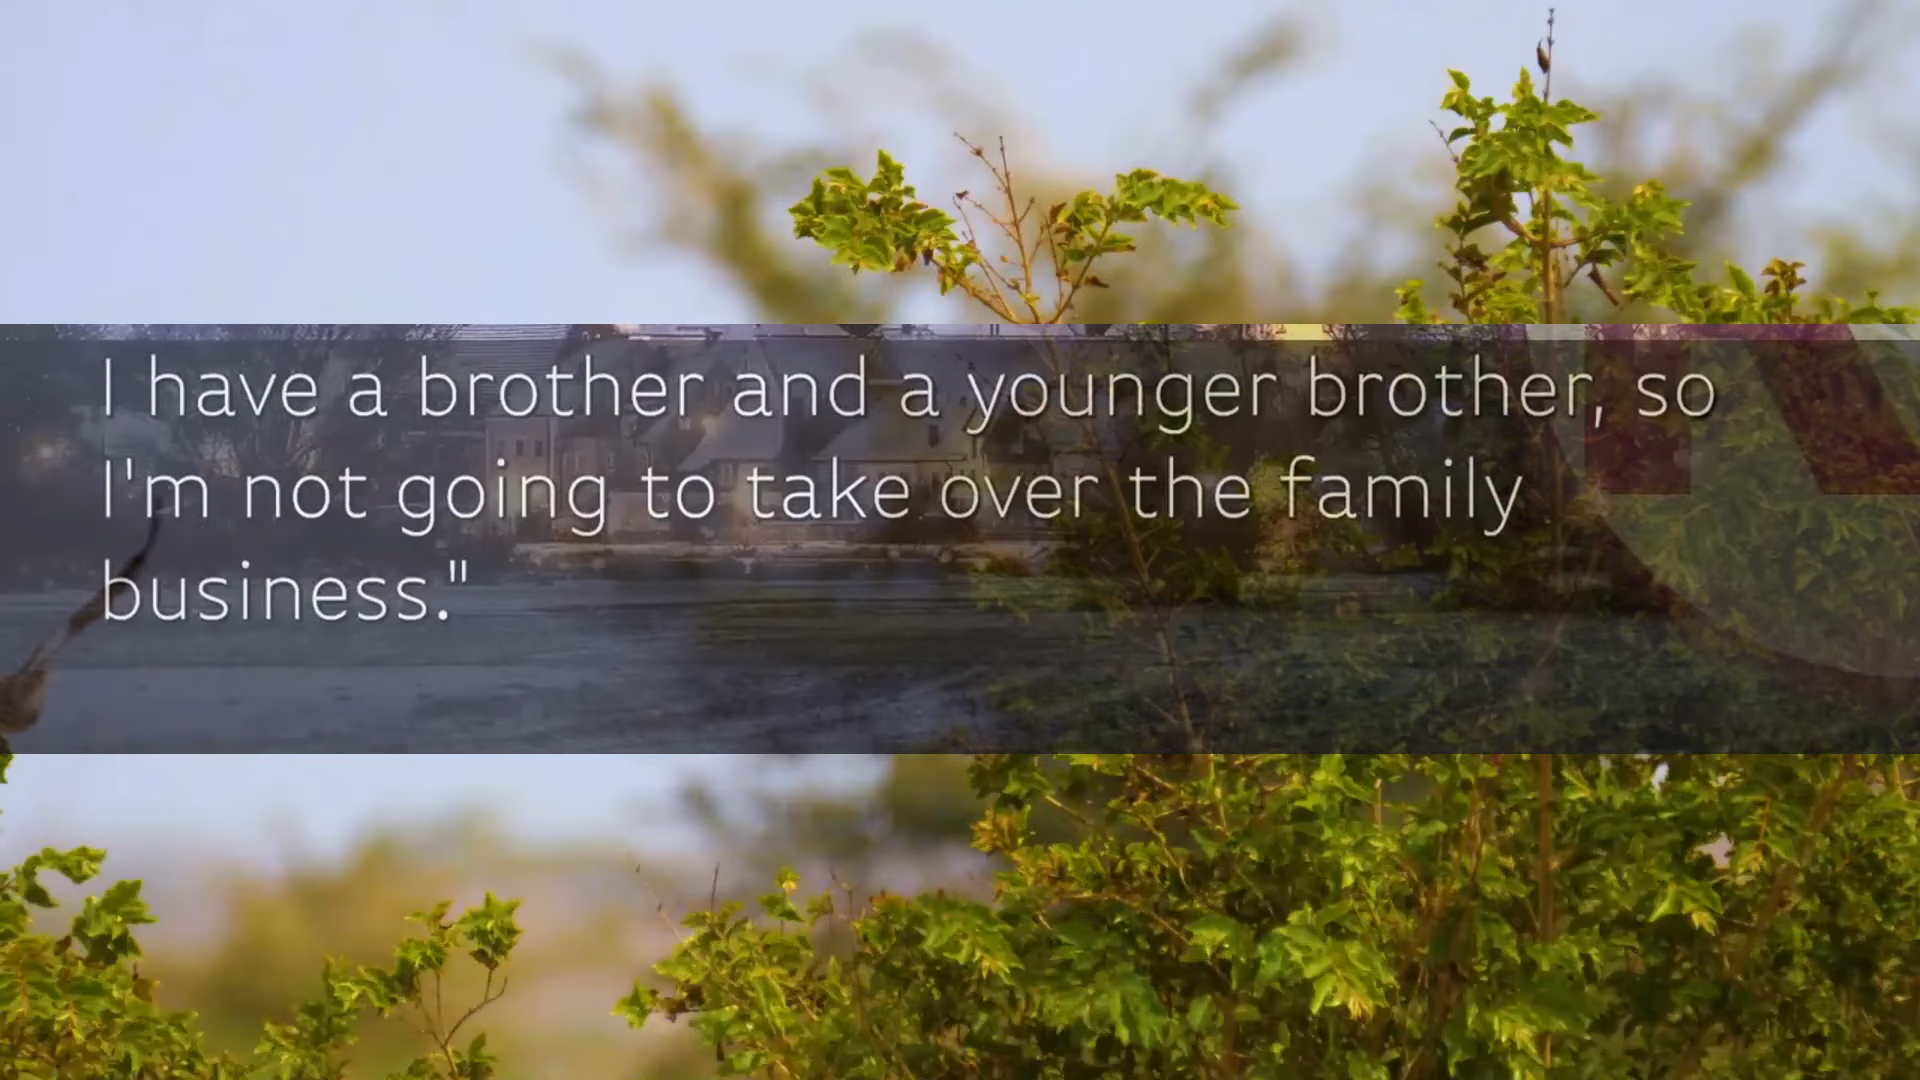 I have a brother and a younger brother, so
I'm not going to take over the family
business."